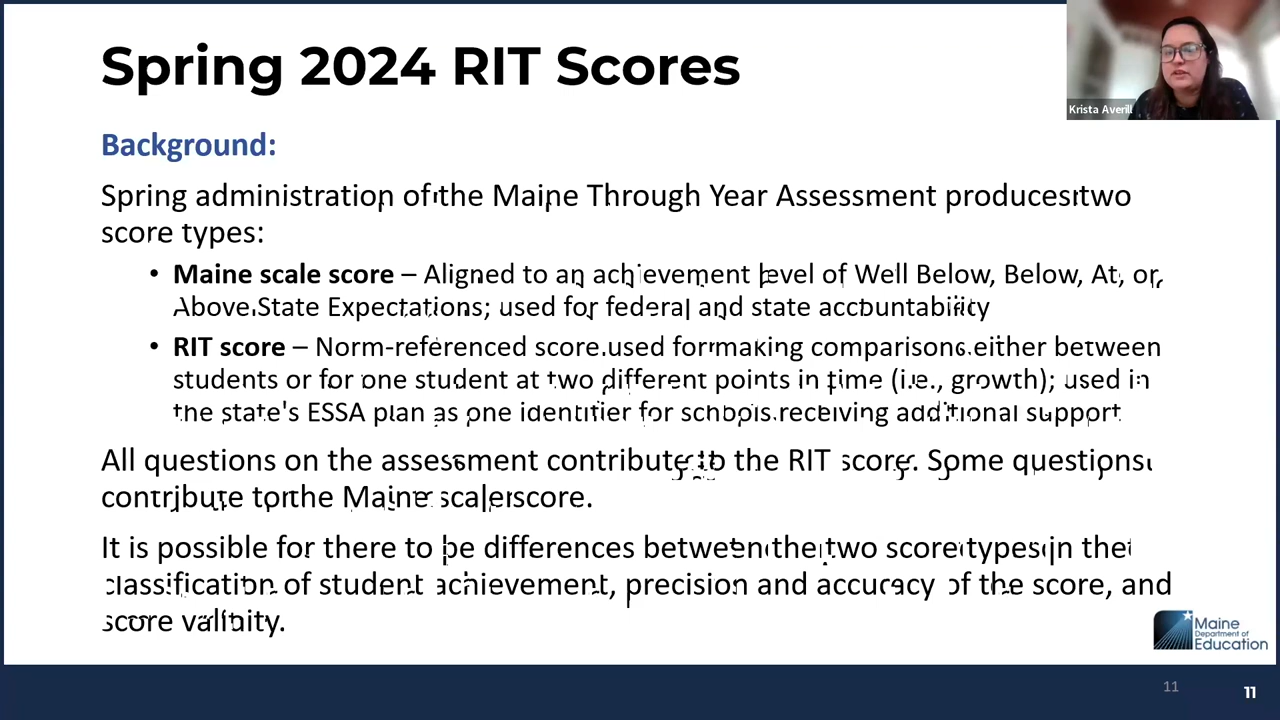 Spring 2024 RIT Scores
Krista Averill
Background:
Spring administration of the Maine Through Year Assessment produces two
score types:
• Maine scale score – Aligned to an achievement level of Well Below, Below, At, or
Above State Expectations; used for federal and state accountability
• RIT score – Norm-referenced score used for making comparisons either between
students or for one student at two different points in time (i.e., growth); used in
the state's ESSA plan as one identifier for schools receiving additional support
All questions on the assessment contribute to the RIT score. Some questions
contribute to the Maine scale score.
It is possible for there to be differences between the two score types in the
classification of student achievement, precision and accuracy of the score, and
score validity.
Maine
Department of
Education
11
11